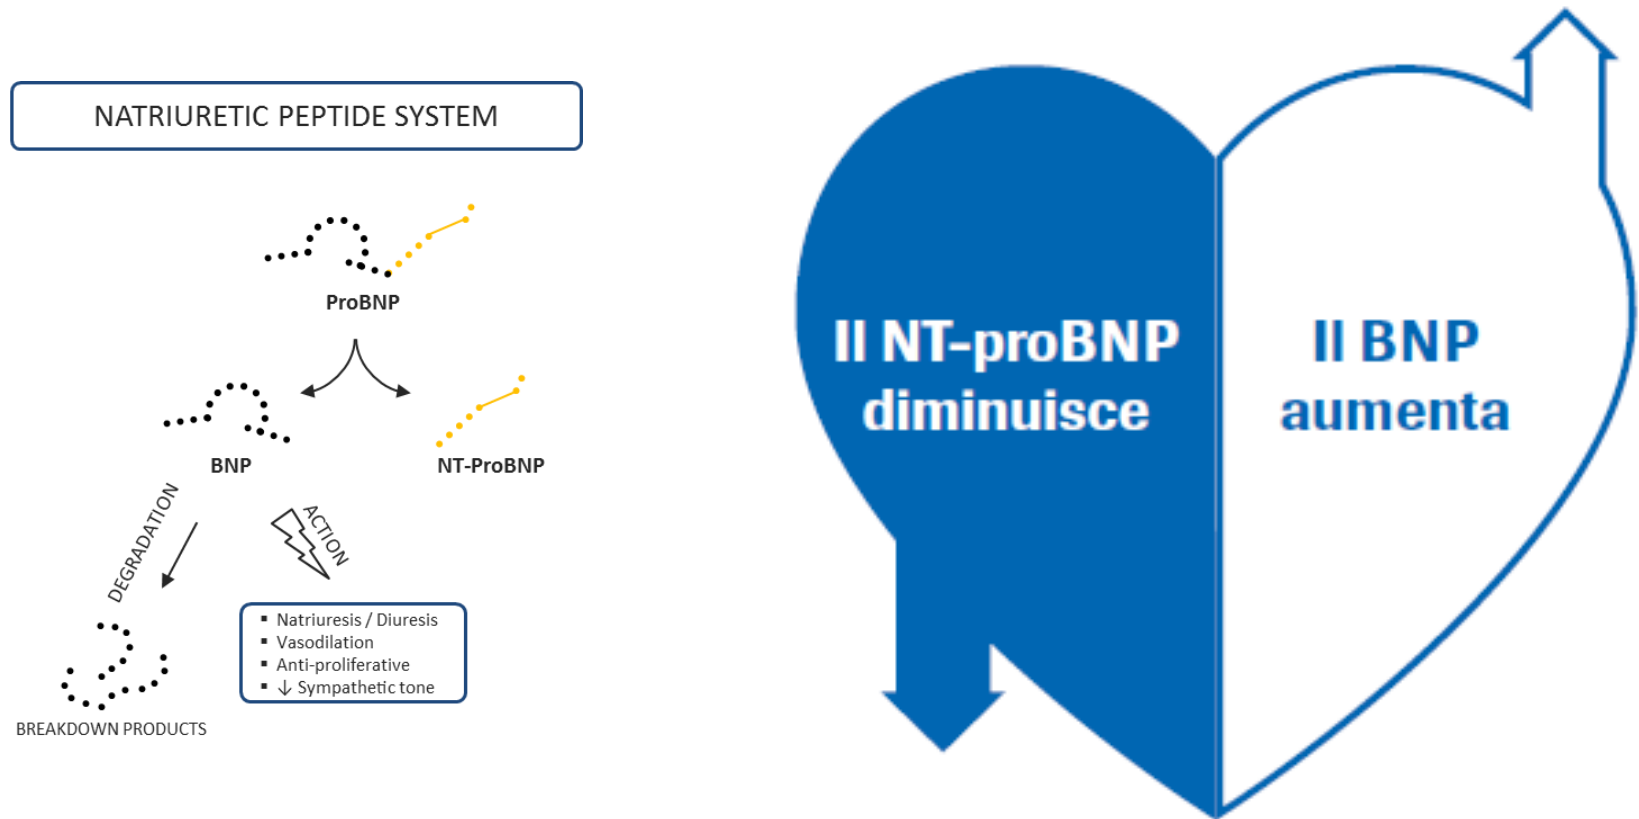 NATRIURETIC PEPTIDE SYSTEM
ProBNP
BNP
NT-ProBNP
DEGRADATION
ACTION
▪ Natriuresis / Diuresis
▪ Vasodilation
▪ Anti-proliferative
▪ ↓ Sympathetic tone
BREAKDOWN PRODUCTS
Il NT-proBNP
diminuisce
Il BNP
aumenta